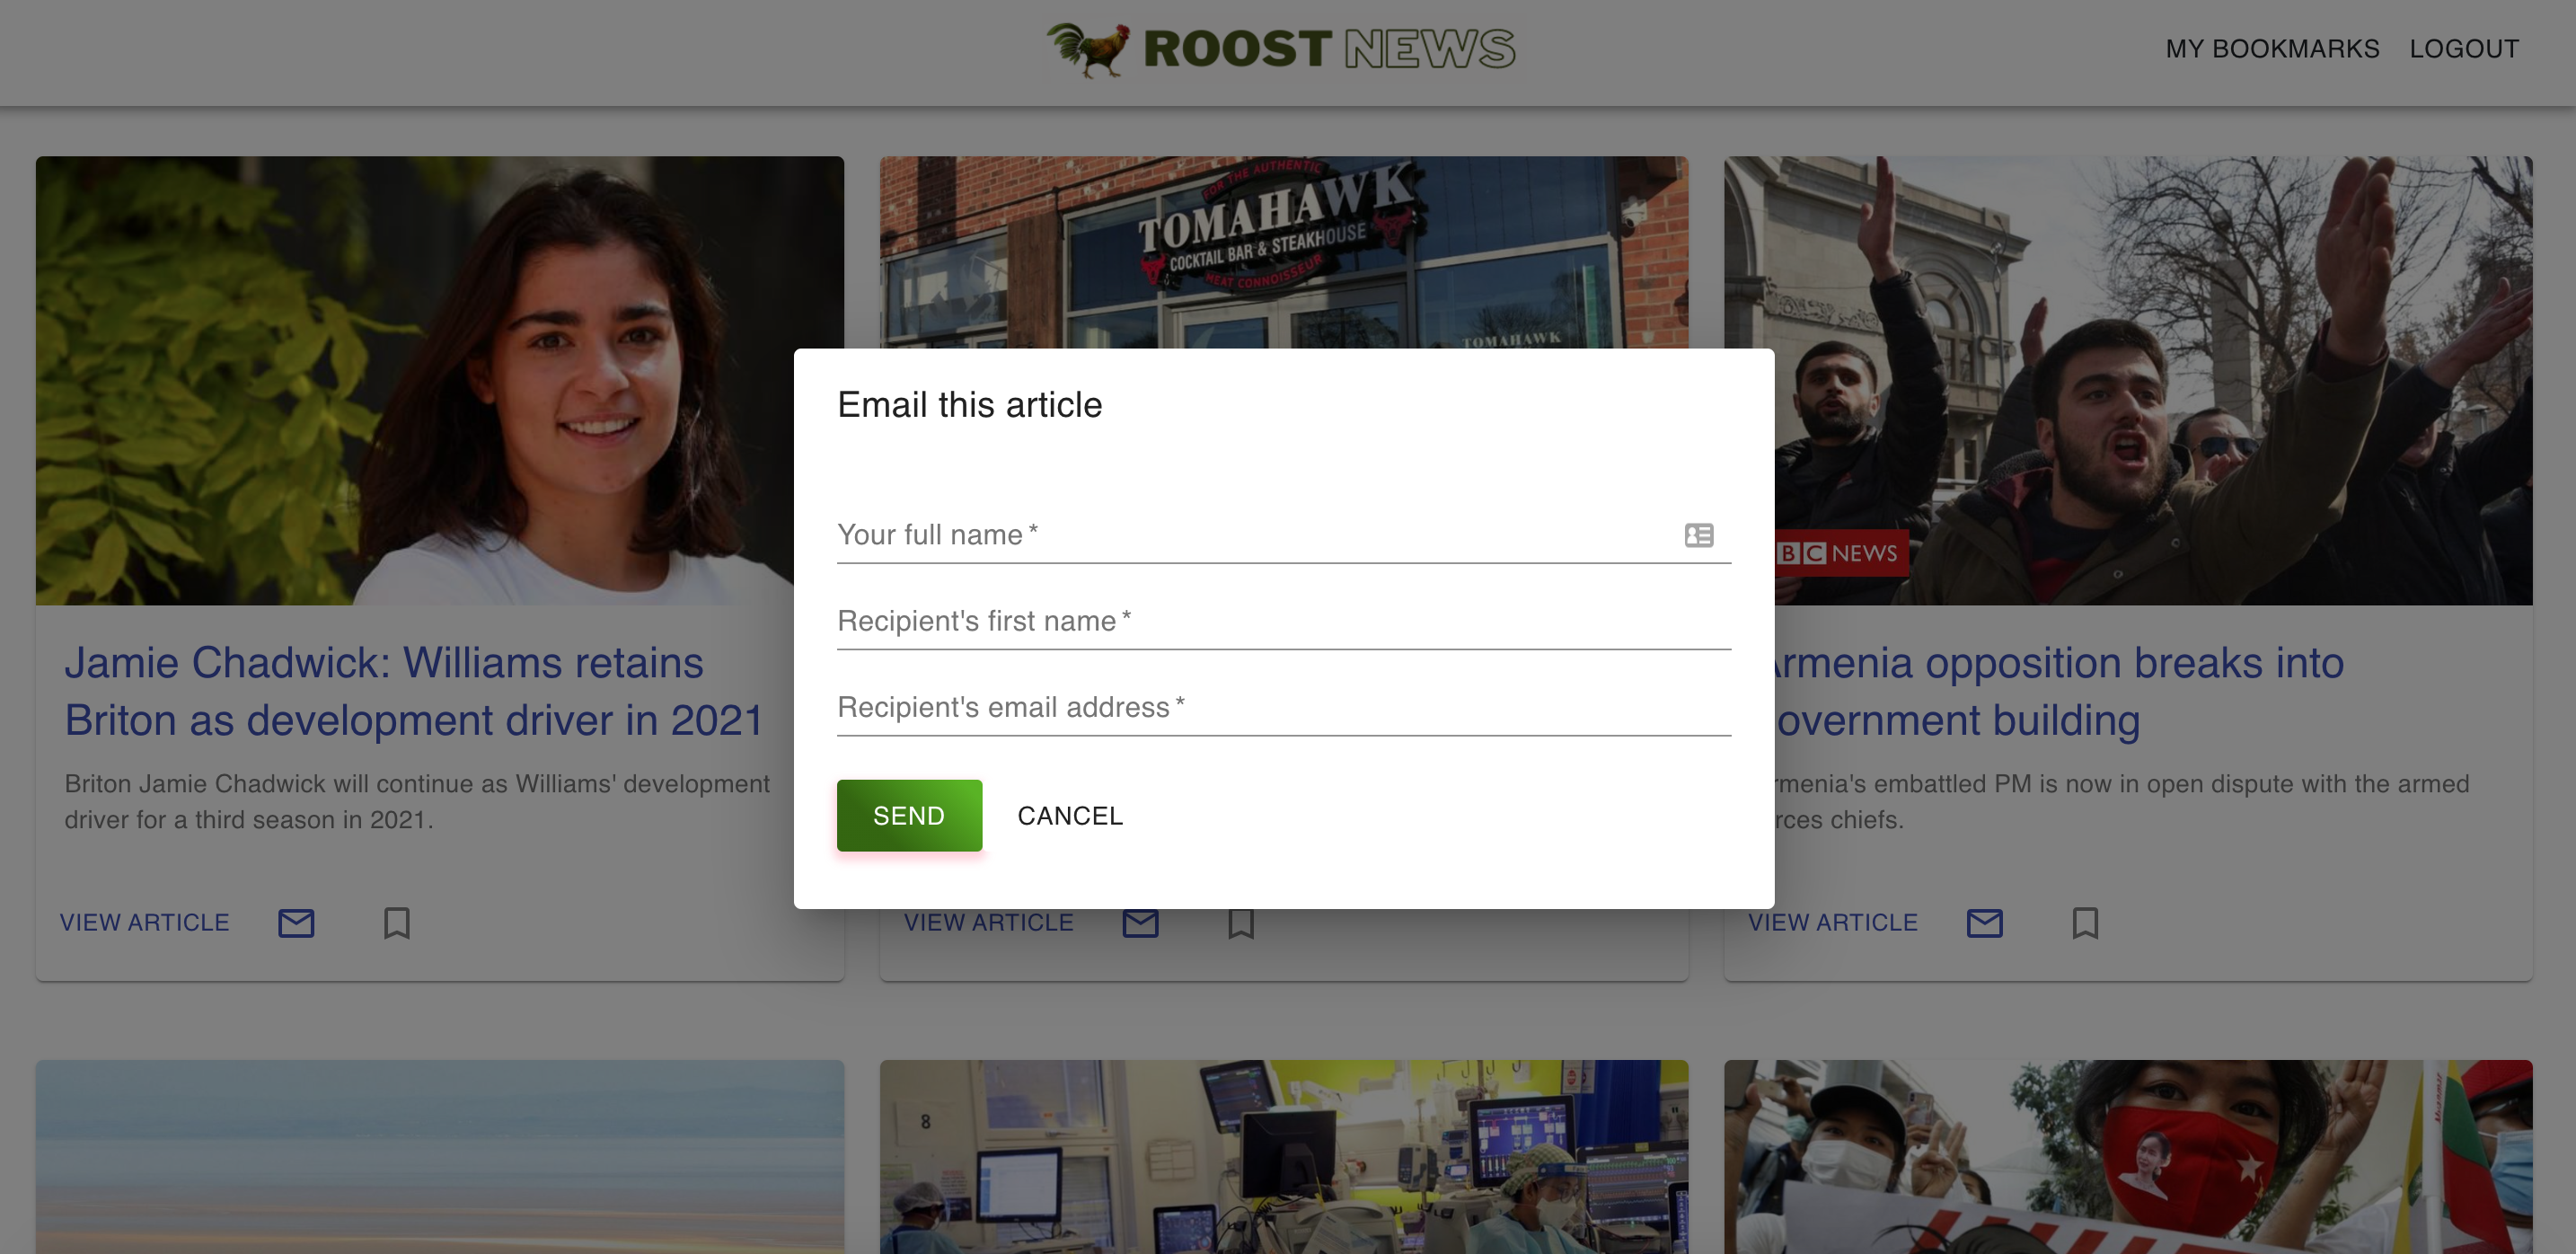 ROOST NEWS
MY BOOKMARKS
LOGOUT
FOR THE AUTHENTIC
TOMAHAWK
COCKTAIL BAR & STEAKHOUSE
MEAT CONNOISSEUR
TOMAHAWK
BC NEWS
Email this article
Your full name *
Recipient's first name *
Recipient's email address *
SEND
CANCEL
Jamie Chadwick: Williams retains
Briton as development driver in 2021
Briton Jamie Chadwick will continue as Williams' development
driver for a third season in 2021.
VIEW ARTICLE
VIEW ARTICLE
rmenia opposition breaks into
overnment building
rmenia's embattled PM is now in open dispute with the armed
rces chiefs.
VIEW ARTICLE
8